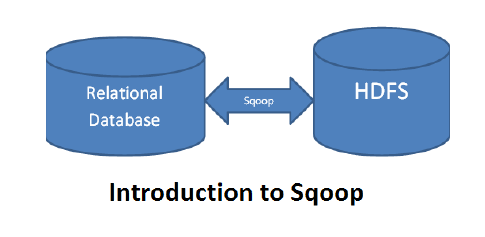 Relational
Database
Sqoop
HDFS
Introduction to Sqoop